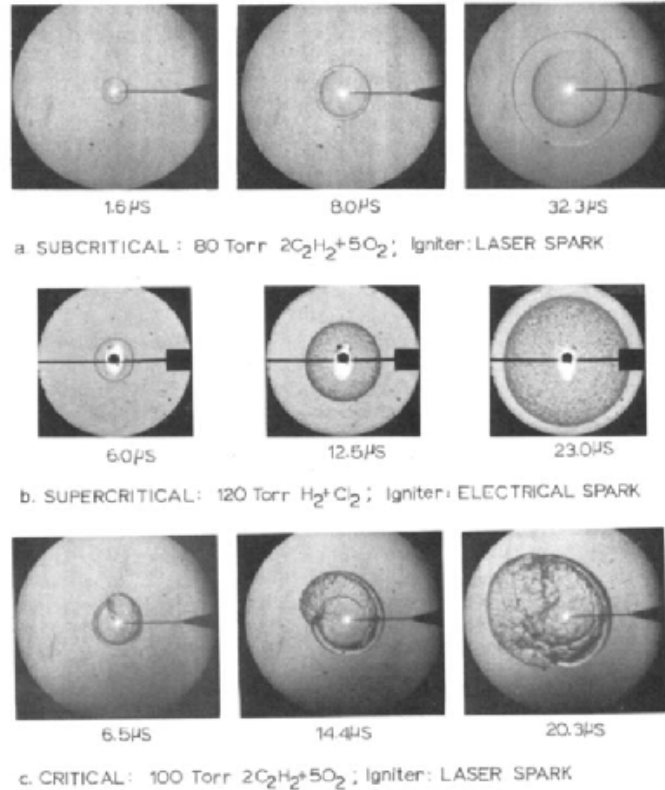 1.6μS 8.0μS 32.3μS
a. SUBCRITICAL: 80 Torr 2C₂H₂+5O₂; Igniter: LASER SPARK
6.0μS 12.5μS 23.0μS
b. SUPERCRITICAL: 120 Torr H₂+Cl₂; Igniter: ELECTRICAL SPARK
6.5μS 14.4μS 20.3μS
c. CRITICAL: 100 Torr 2C₂H₂+5O₂; Igniter: LASER SPARK